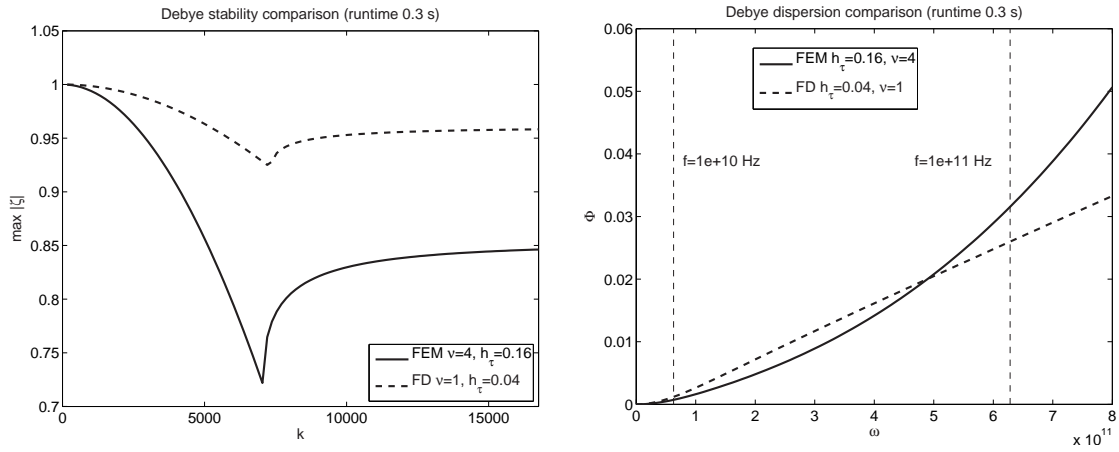 Debye stability comparison (runtime 0.3 s)
1.05
1
0.95
0.9
0.85
0.8
0.75
0.7
max |ζ|
0
5000
10000
15000
k
FEM ν=4, hτ=0.16
FD ν=1, hτ=0.04
Debye dispersion comparison (runtime 0.3 s)
0.06
0.05
0.04
0.03
0.02
0.01
0
Φ
FEM hτ=0.16, ν=4
FD hτ=0.04, ν=1
f=1e+10 Hz
f=1e+11 Hz
0
1
2
3
4
5
6
7
8
x 10^11
ω